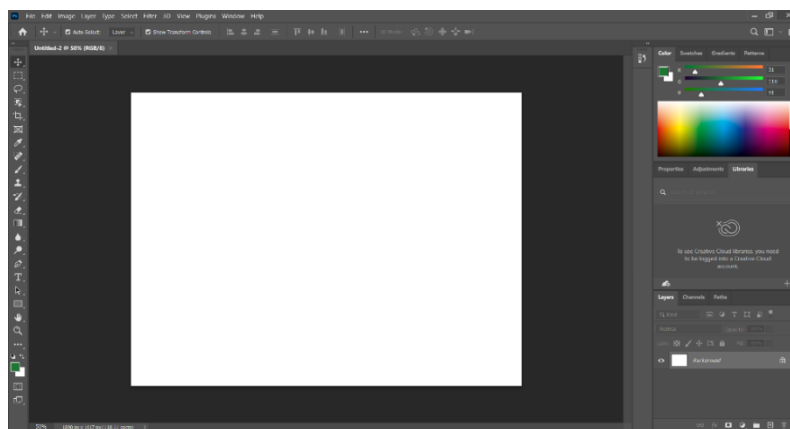 File Edit Image Layer Type Select Filter 3D View Plugins Window Help
Auto-Select: Layer Show Transform Controls
Untitled-2 @ 50% (RGB/8)
Color Swatches Gradients Patterns
Properties Adjustments Libraries
To use Creative Cloud libraries, you need
to be logged into a Creative Cloud
account.
Layers Channels Paths
Background
50%